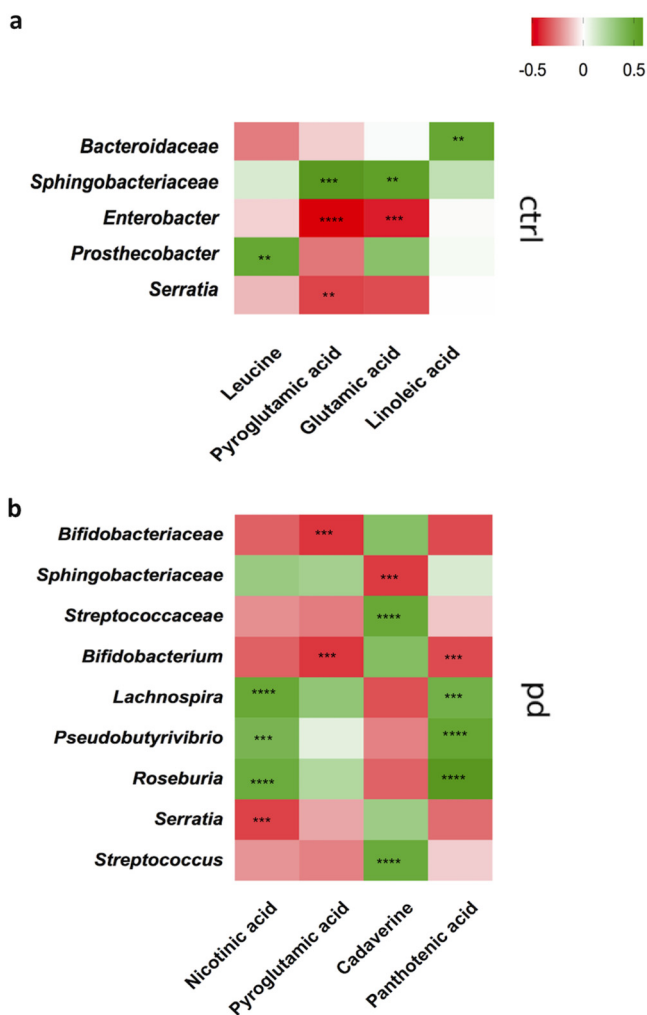 a
-0.5 0 0.5
Bacteroidaceae
**
Sphingobacteriaceae
*** **
Enterobacter
**** ***
Prosthecobacter
**
Serratia
**
ctrl
Leucine
Pyroglutamic acid
Glutamic acid
Linoleic acid
b
Bifidobacteriaceae
***
Sphingobacteriaceae
***
Streptococcaceae
****
Bifidobacterium
*** ***
Lachnospira
**** ***
Pseudobutyrivibrio
*** ****
Roseburia
**** ****
Serratia
***
Streptococcus
****
pd
Nicotinic acid
Pyroglutamic acid
Cadaverine
Panthotenic acid